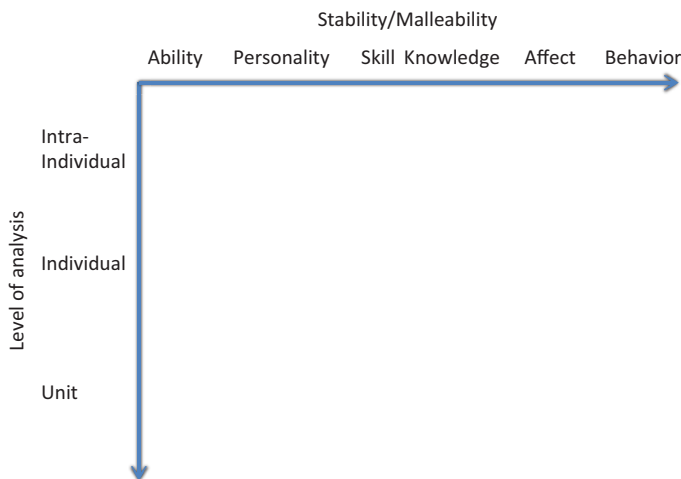 Stability/Malleability
Ability Personality Skill Knowledge Affect Behavior
Intra-
Individual
Level of analysis
Individual
Unit